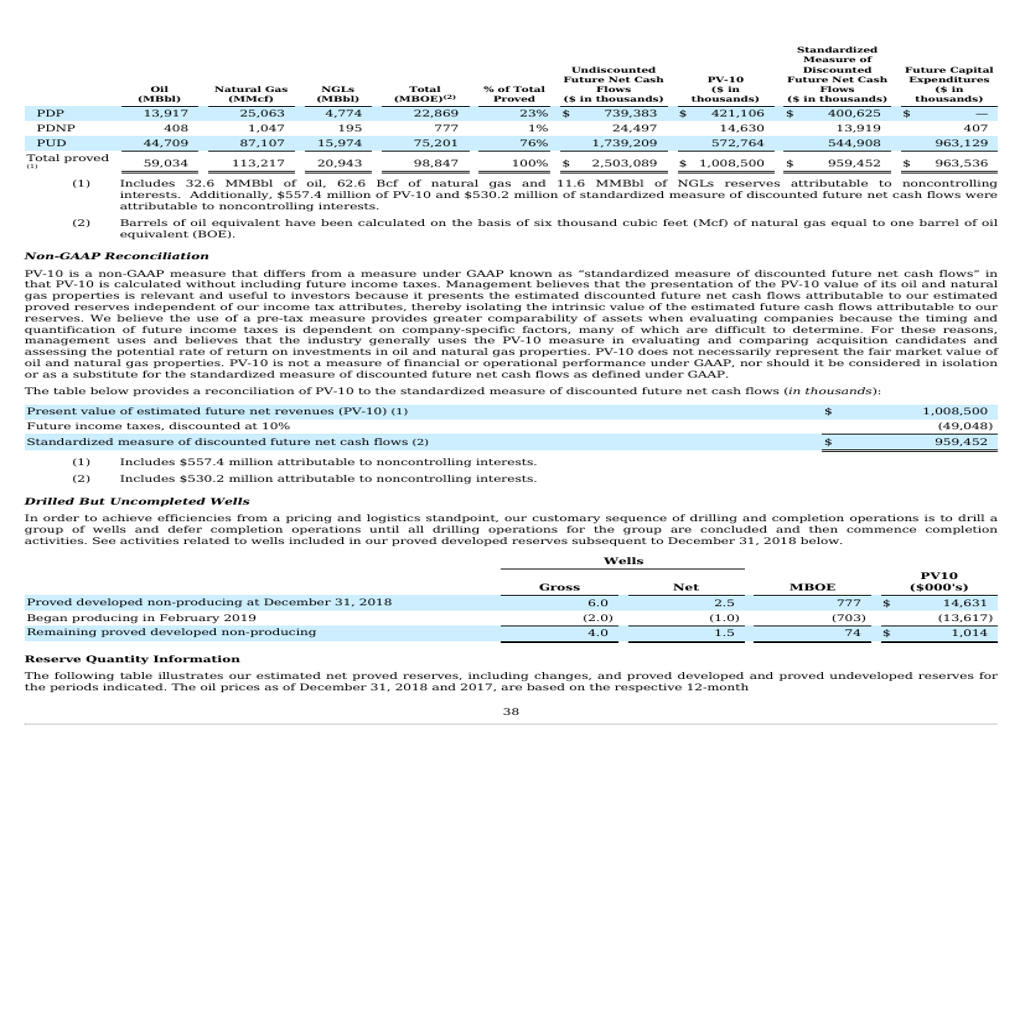 Oil (MBbl) Natural Gas (MMcf) NGLs (MBbl) Total (MBOE)(2) % of Total Proved Undiscounted Future Net Cash Flows ($ in thousands) PV-10 ($ in thousands) Standardized Measure of Discounted Future Net Cash Flows ($ in thousands) Future Capital Expenditures ($ in thousands)
PDP 13,917 25,063 4,774 22,869 23% $ 739,383 $ 421,106 $ 400,625 $ —
PDNP 408 1,047 195 777 1% 24,497 14,630 13,919 407
PUD 44,709 87,107 15,974 75,201 76% 1,739,209 572,764 544,908 963,129
Total proved (1) 59,034 113,217 20,943 98,847 100% $ 2,503,089 $ 1,008,500 $ 959,452 $ 963,536
(1) Includes 32.6 MMBbl of oil, 62.6 Bcf of natural gas and 11.6 MMBbl of NGLs reserves attributable to noncontrolling
interests. Additionally, $557.4 million of PV-10 and $530.2 million of standardized measure of discounted future net cash flows were
attributable to noncontrolling interests.
(2) Barrels of oil equivalent have been calculated on the basis of six thousand cubic feet (Mcf) of natural gas equal to one barrel of oil
equivalent (BOE).
Non-GAAP Reconciliation
PV-10 is a non-GAAP measure that differs from a measure under GAAP known as “standardized measure of discounted future net cash flows” in
that PV-10 is calculated without including future income taxes. Management believes that the presentation of the PV-10 value of its oil and natural
gas properties is relevant and useful to investors because it presents the estimated discounted future net cash flows attributable to our estimated
proved reserves independent of our income tax attributes, thereby isolating the intrinsic value of the estimated future cash flows attributable to our
reserves. We believe the use of a pre-tax measure provides greater comparability of assets when evaluating companies because the timing and
quantification of future income taxes is dependent on company-specific factors, many of which are difficult to determine. For these reasons,
management uses and believes that the industry generally uses the PV-10 measure in evaluating and comparing acquisition candidates and
assessing the potential rate of return on investments in oil and natural gas properties. PV-10 does not necessarily represent the fair market value of
oil and natural gas properties. PV-10 is not a measure of financial or operational performance under GAAP, nor should it be considered in isolation
or as a substitute for the standardized measure of discounted future net cash flows as defined under GAAP.
The table below provides a reconciliation of PV-10 to the standardized measure of discounted future net cash flows (in thousands):
Present value of estimated future net revenues (PV-10) (1) $ 1,008,500
Future income taxes, discounted at 10% (49,048)
Standardized measure of discounted future net cash flows (2) $ 959,452
(1) Includes $557.4 million attributable to noncontrolling interests.
(2) Includes $530.2 million attributable to noncontrolling interests.
Drilled But Uncompleted Wells
In order to achieve efficiencies from a pricing and logistics standpoint, our customary sequence of drilling and completion operations is to drill a
group of wells and defer completion operations until all drilling operations for the group are concluded and then commence completion
activities. See activities related to wells included in our proved developed reserves subsequent to December 31, 2018 below.
Wells
Gross Net MBOE PV10 ($000's)
Proved developed non-producing at December 31, 2018 6.0 2.5 777 $ 14,631
Began producing in February 2019 (2.0) (1.0) (703) (13,617)
Remaining proved developed non-producing 4.0 1.5 74 $ 1,014
Reserve Quantity Information
The following table illustrates our estimated net proved reserves, including changes, and proved developed and proved undeveloped reserves for
the periods indicated. The oil prices as of December 31, 2018 and 2017, are based on the respective 12-month
38